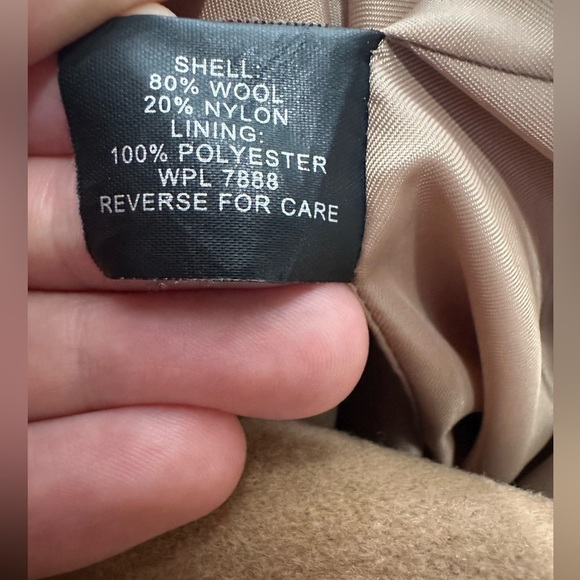 SHELL:
80% WOOL
20% NYLON
LINING:
100% POLYESTER
WPL 7888
REVERSE FOR CARE